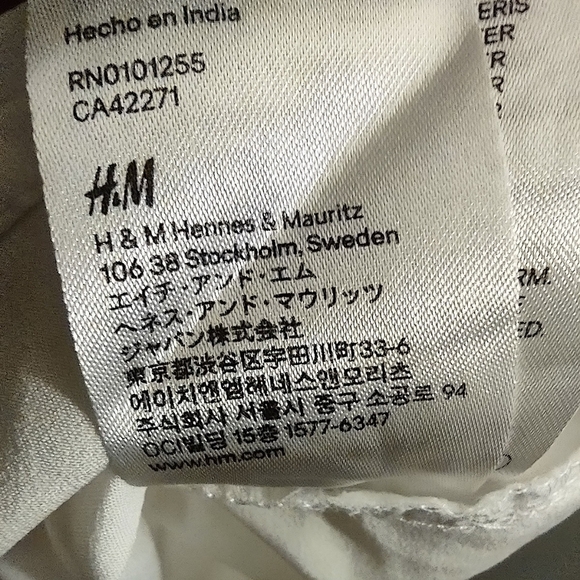 Hecho en India
RN0101255
CA42271
H&M
H & M Hennes & Mauritz
106 38 Stockholm, Sweden
エイチ・アンド・エム
ヘネス・アンド・マウリッツ
ジャパン株式会社
東京都渋谷区宇田川町33-6
에이치앤엠헤네스앤모리츠
주식회사 서울시 중구 소공로 94
OCI빌딩 15층 1577-6347
www.hm.com
ER
RM.
ED.